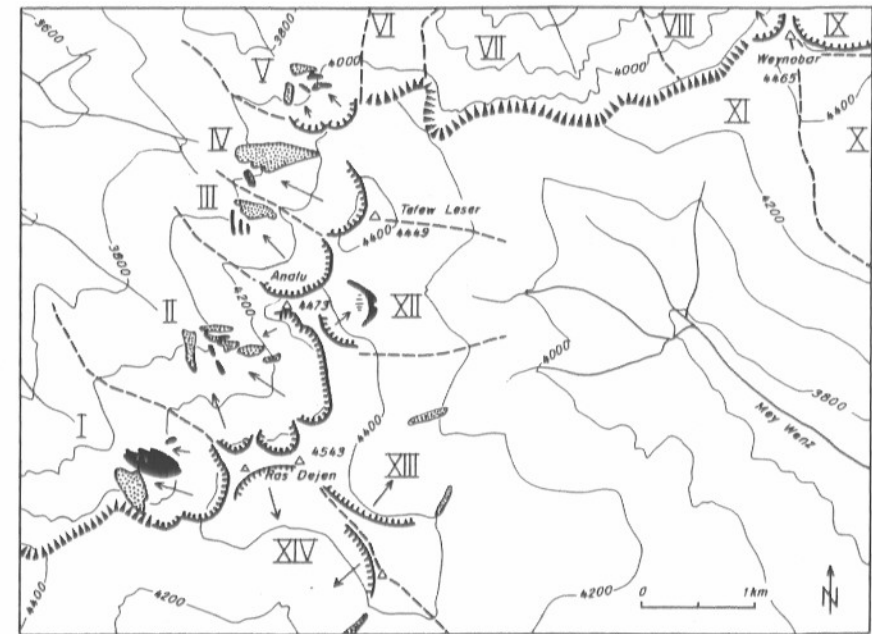 3600
3800
V
VI
VII
VIII
IX
4000
4000
Weynobar
4465
4400
IV
XI
X
III
Tefew Leser
4400
4449
4200
3800
Analu
4200
4473
XII
II
4000
3800
Mey Wenz
I
4400
4543
Ras Dejen
XIII
XIV
4400
4200
4200
0
1 km
N